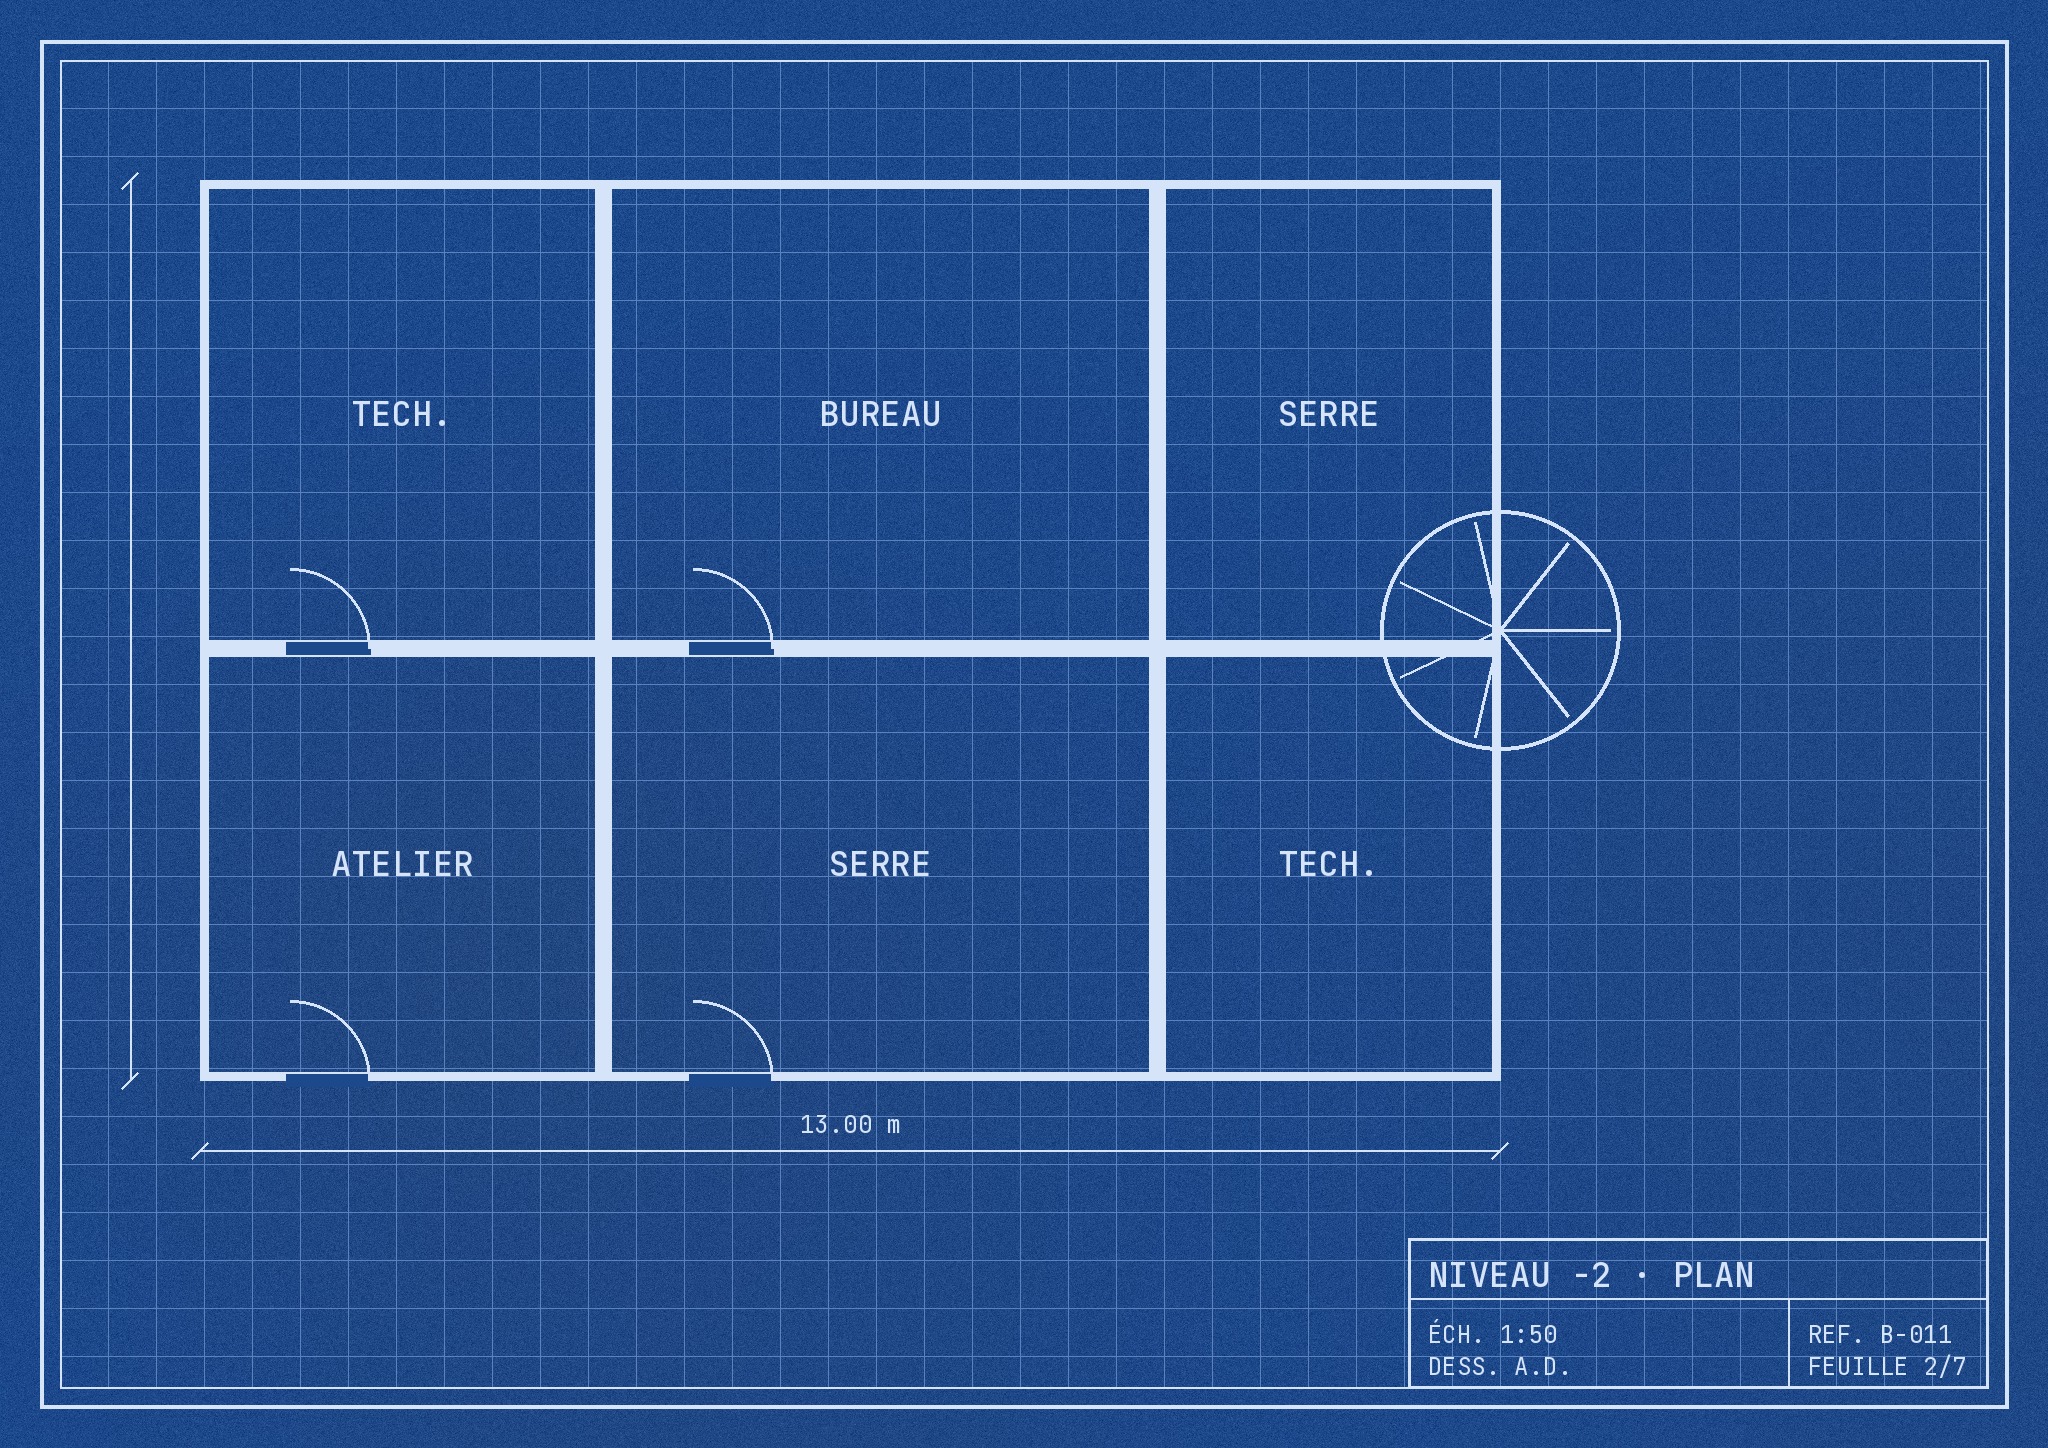 TECH.
BUREAU
SERRE
ATELIER
SERRE
TECH.
13.00 m
NIVEAU -2 · PLAN
ÉCH. 1:50
DESS. A.D.
REF. B-011
FEUILLE 2/7